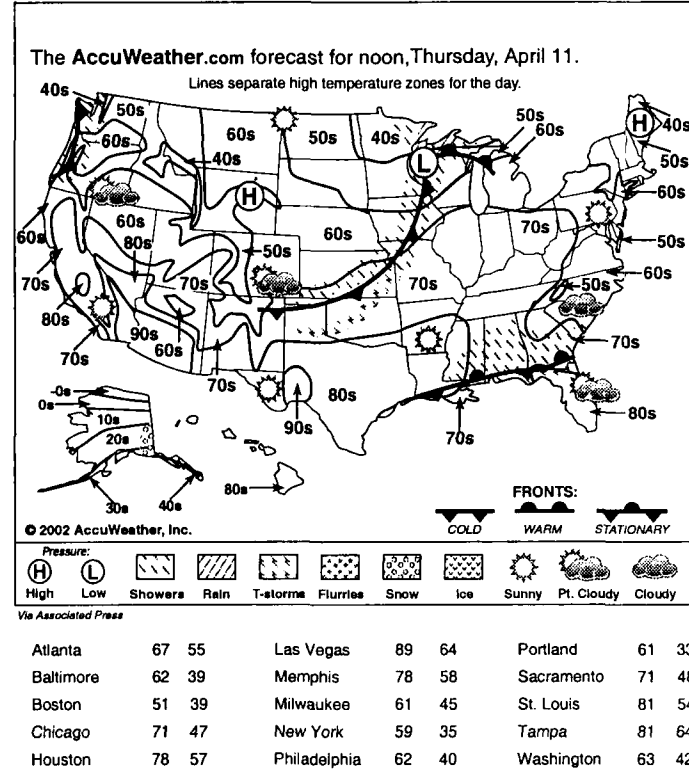 The AccuWeather.com forecast for noon, Thursday, April 11.
Lines separate high temperature zones for the day.
40s
50s
60s
40s
60s
50s
40s
50s
60s
H
40s
50s
L
H
60s
60s
60s
80s
50s
60s
70s
50s
60s
70s
80s
70s
90s
60s
70s
70s
50s
70s
70s
80s
90s
70s
80s
-0s
0s
10s
20s
30s
40s
80s
FRONTS:
COLD WARM STATIONARY
© 2002 AccuWeather, Inc.
Pressure:
H L
High Low Showers Rain T-storms Flurries Snow Ice Sunny Pt. Cloudy Cloudy
Via Associated Press
Atlanta 67 55 Las Vegas 89 64 Portland 61
Baltimore 62 39 Memphis 78 58 Sacramento 71
Boston 51 39 Milwaukee 61 45 St. Louis 81
Chicago 71 47 New York 59 35 Tampa 81
Houston 78 57 Philadelphia 62 40 Washington 63